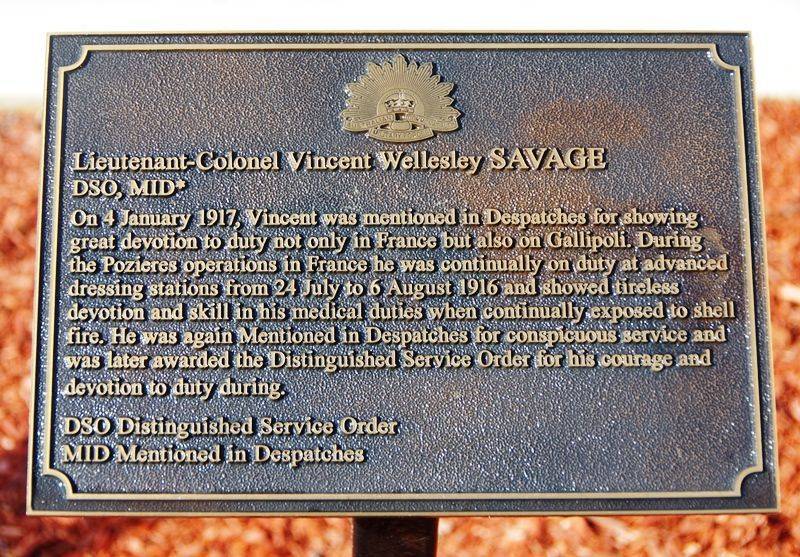 Lieutenant-Colonel Vincent Wellesley SAVAGE
DSO, MID*
On 4 January 1917, Vincent was mentioned in Despatches for showing
great devotion to duty not only in France but also on Gallipoli. During
the Pozieres operations in France he was continually on duty at advanced
dressing stations from 24 July to 6 August 1916 and showed tireless
devotion and skill in his medical duties when continually exposed to shell
fire. He was again Mentioned in Despatches for conspicuous service and
was later awarded the Distinguished Service Order for his courage and
devotion to duty during.
DSO Distinguished Service Order
MID Mentioned in Despatches